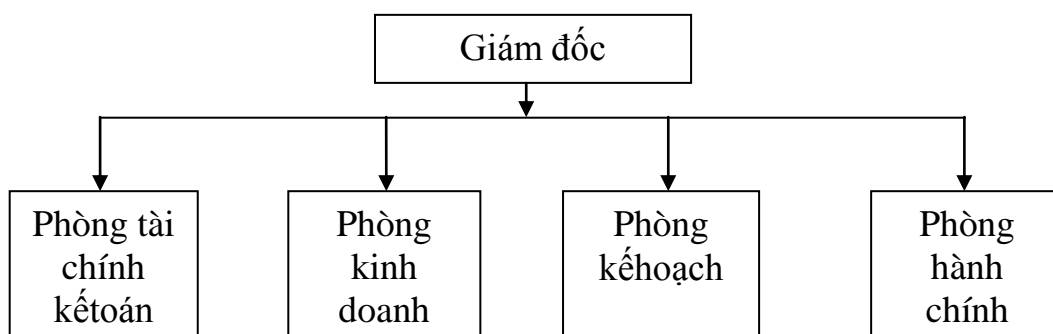 Giám đốc
Phòng tài
chính
kếtoán
Phòng
kinh
doanh
Phòng
kếhoạch
Phòng
hành
chính